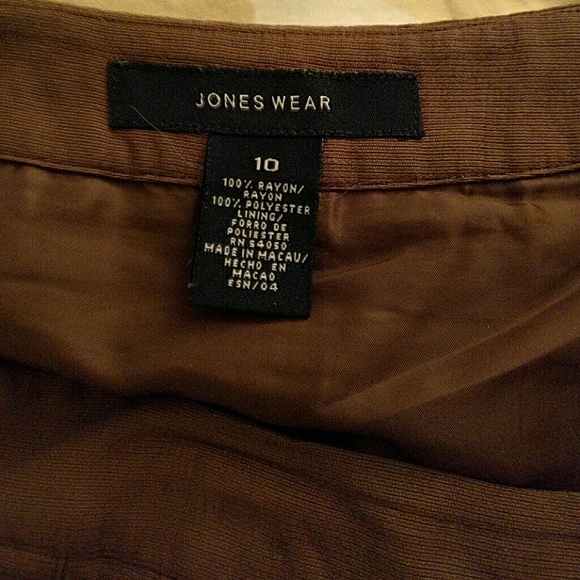 JONES WEAR
10
100% RAYON/
RAYON
100% POLYESTER
LINING/
FORRO DE
POLIESTER
RN 54050
MADE IN MACAU/
HECHO EN
MACAO
ESN/04